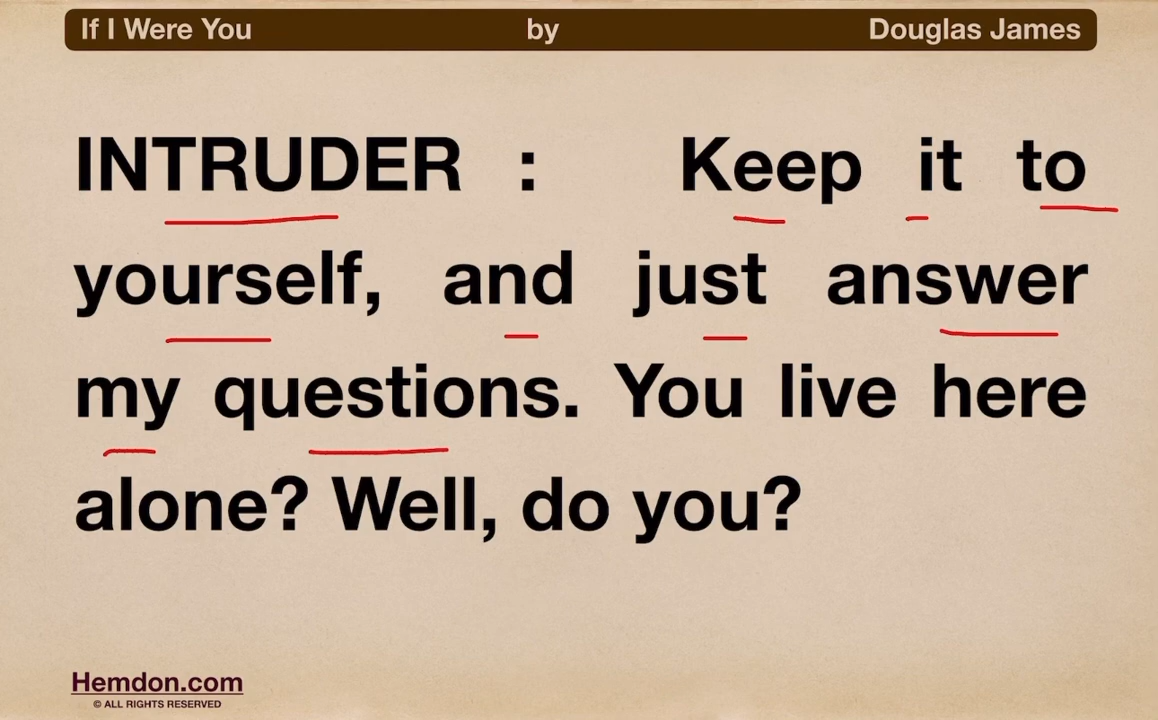 If I Were You by Douglas James
INTRUDER : Keep it to
yourself, and just answer
my questions. You live here
alone? Well, do you?
Hemdon.com
© ALL RIGHTS RESERVED